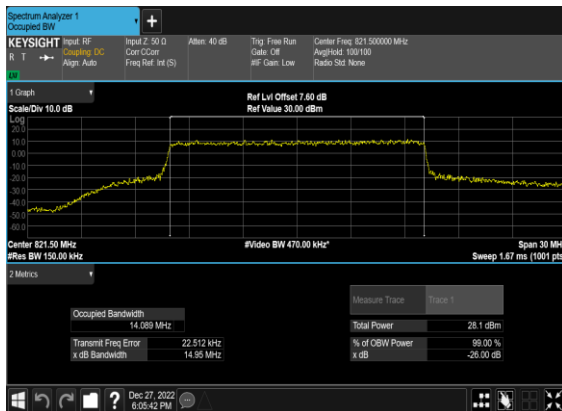 Spectrum Analyzer 1
Occupied BW
KEYSIGHT Input: RF Input Z: 50 Ω Atten: 40 dB Trig: Free Run Center Freq: 821.500000 MHz
R T Coupling: DC Corr CCorr Gate: Off Avg|Hold: 100/100
Align: Auto Freq Ref: Int (S) #IF Gain: Low Radio Std: None
1 Graph
Ref Lvl Offset 7.60 dB
Scale/Div 10.0 dB Ref Value 30.00 dBm
Log
20.0
10.0
0.00
-10.0
-20.0
-30.0
-40.0
-50.0
-60.0
Center 821.50 MHz #Video BW 470.00 kHz* Span 30 MH
#Res BW 150.00 kHz Sweep 1.67 ms (1001 pts
2 Metrics
Measure Trace Trace 1
Occupied Bandwidth
14.089 MHz
Total Power 28.1 dBm
Transmit Freq Error 22.512 kHz % of OBW Power 99.00 %
x dB Bandwidth 14.95 MHz x dB -26.00 dB
? Dec 27, 2022
6:05:42 PM